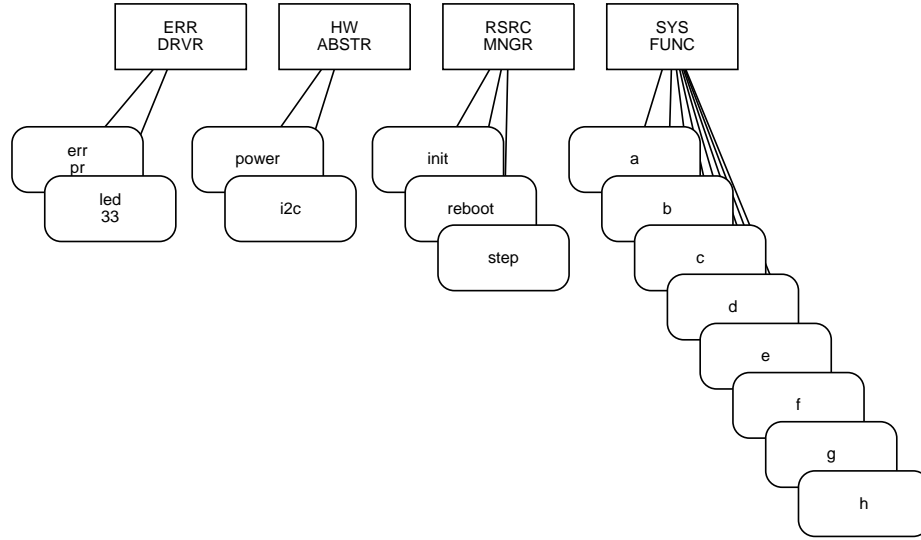 ERR
DRVR
HW
ABSTR
RSRC
MNGR
SYS
FUNC
err
pr
led
33
power
i2c
init
reboot
step
a
b
c
d
e
f
g
h